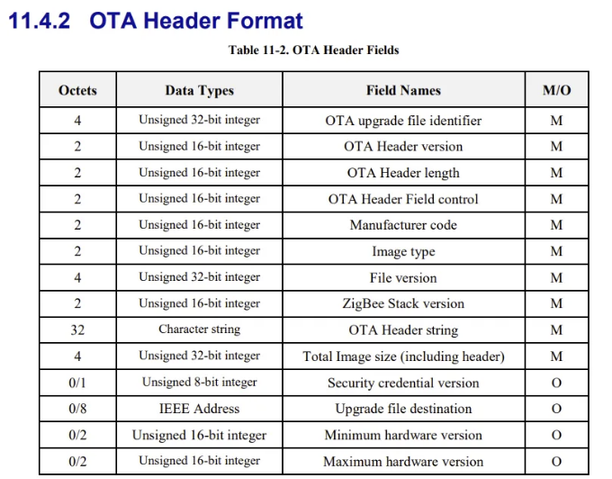 11.4.2 OTA Header Format
Table 11-2. OTA Header Fields
Octets Data Types Field Names M/O
4 Unsigned 32-bit integer OTA upgrade file identifier M
2 Unsigned 16-bit integer OTA Header version M
2 Unsigned 16-bit integer OTA Header length M
2 Unsigned 16-bit integer OTA Header Field control M
2 Unsigned 16-bit integer Manufacturer code M
2 Unsigned 16-bit integer Image type M
4 Unsigned 32-bit integer File version M
2 Unsigned 16-bit integer ZigBee Stack version M
32 Character string OTA Header string M
4 Unsigned 32-bit integer Total Image size (including header) M
0/1 Unsigned 8-bit integer Security credential version O
0/8 IEEE Address Upgrade file destination O
0/2 Unsigned 16-bit integer Minimum hardware version O
0/2 Unsigned 16-bit integer Maximum hardware version O